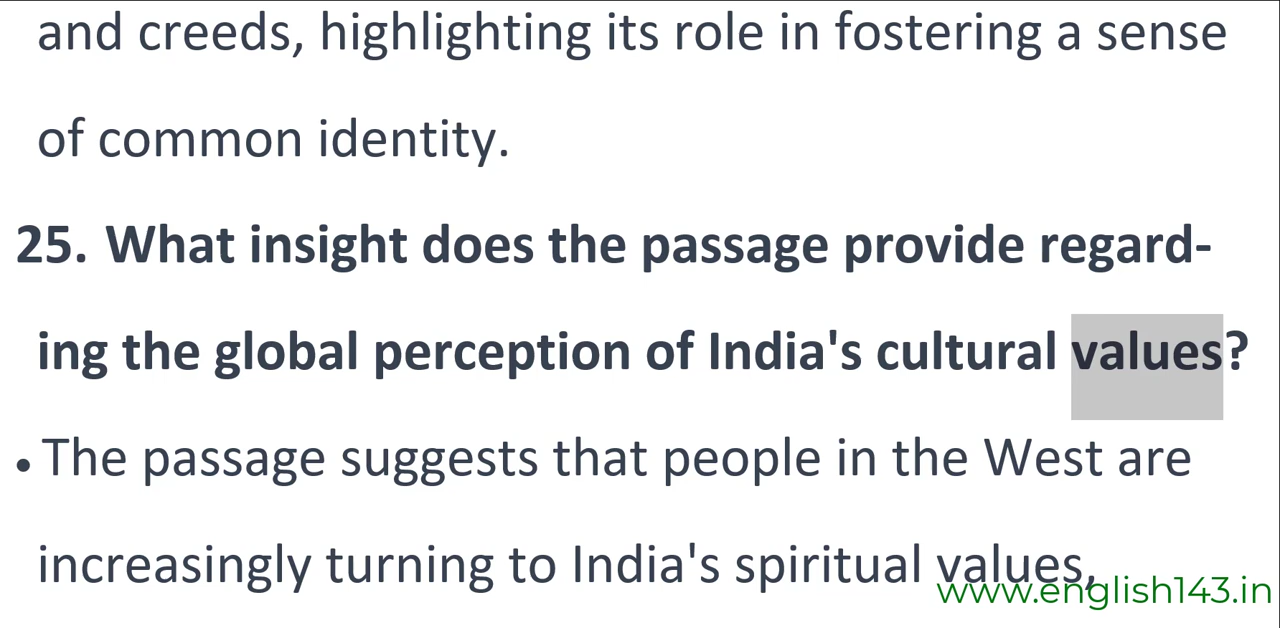 and creeds, highlighting its role in fostering a sense
of common identity.
25. What insight does the passage provide regard-
ing the global perception of India's cultural values?
• The passage suggests that people in the West are
increasingly turning to India's spiritual values,
www.english143.in